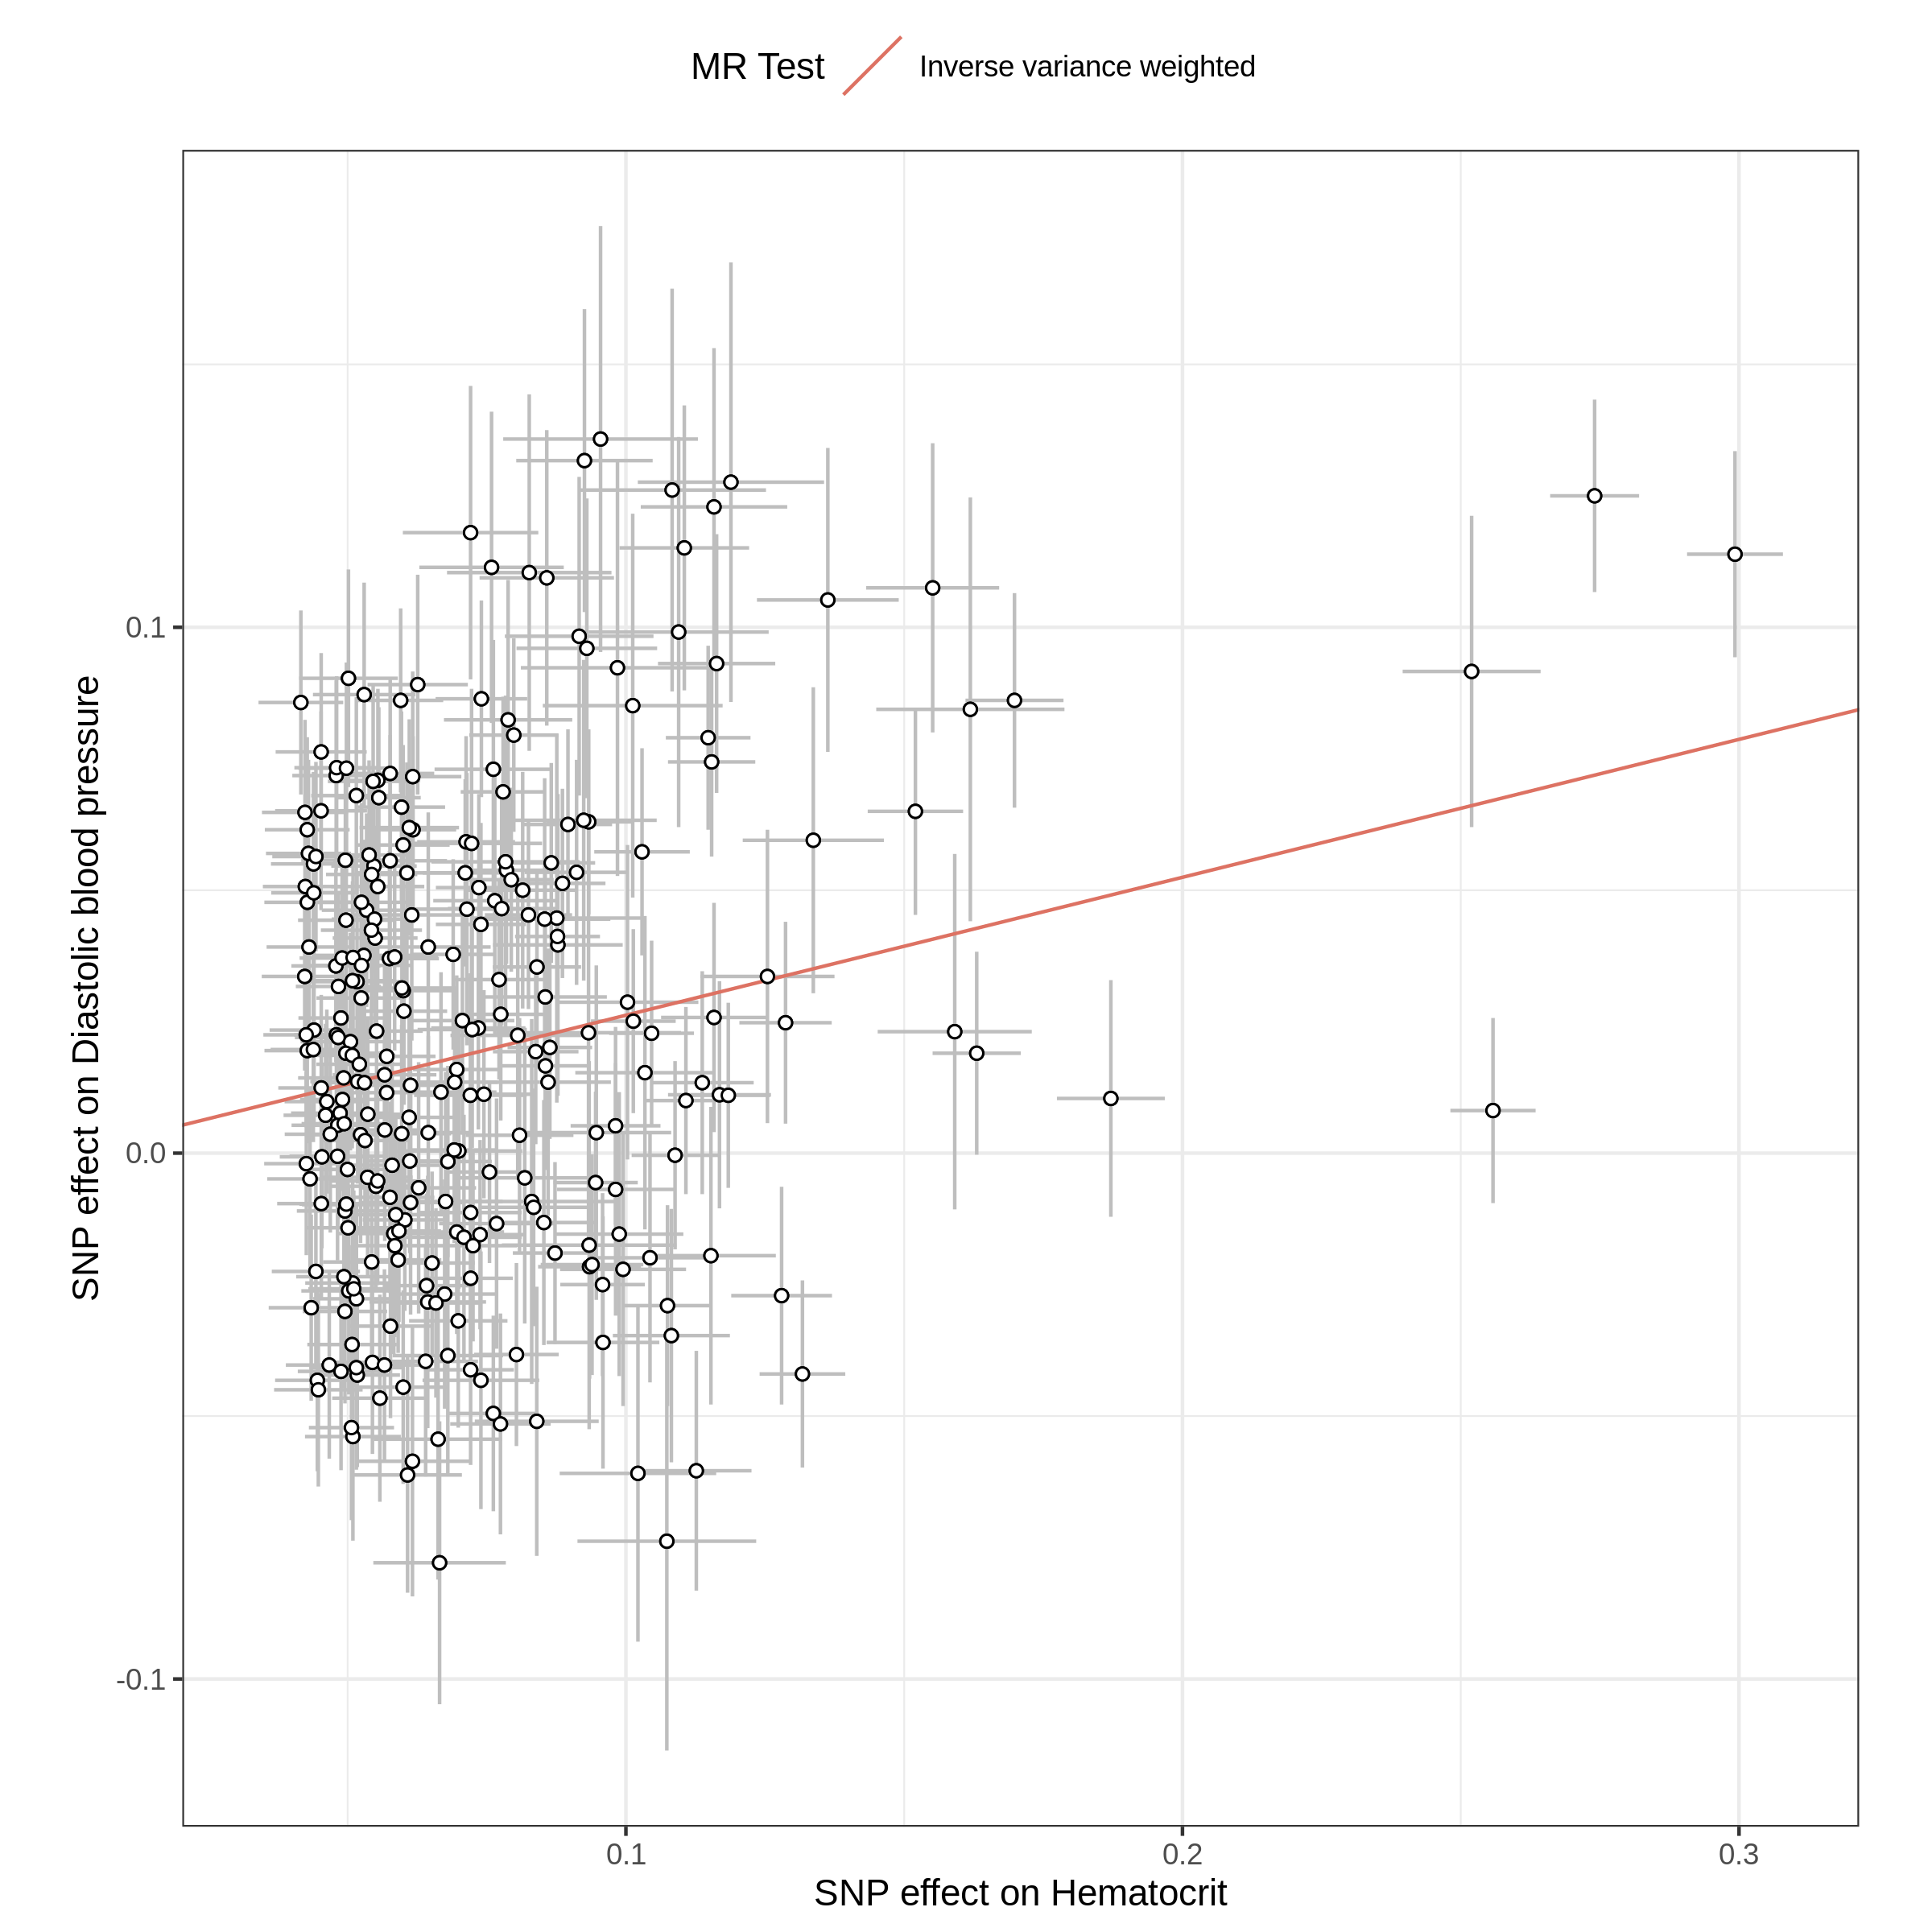 MR Test
Inverse variance weighted
SNP effect on Diastolic blood pressure
0.1
0.0
-0.1
0.1
0.2
0.3
SNP effect on Hematocrit